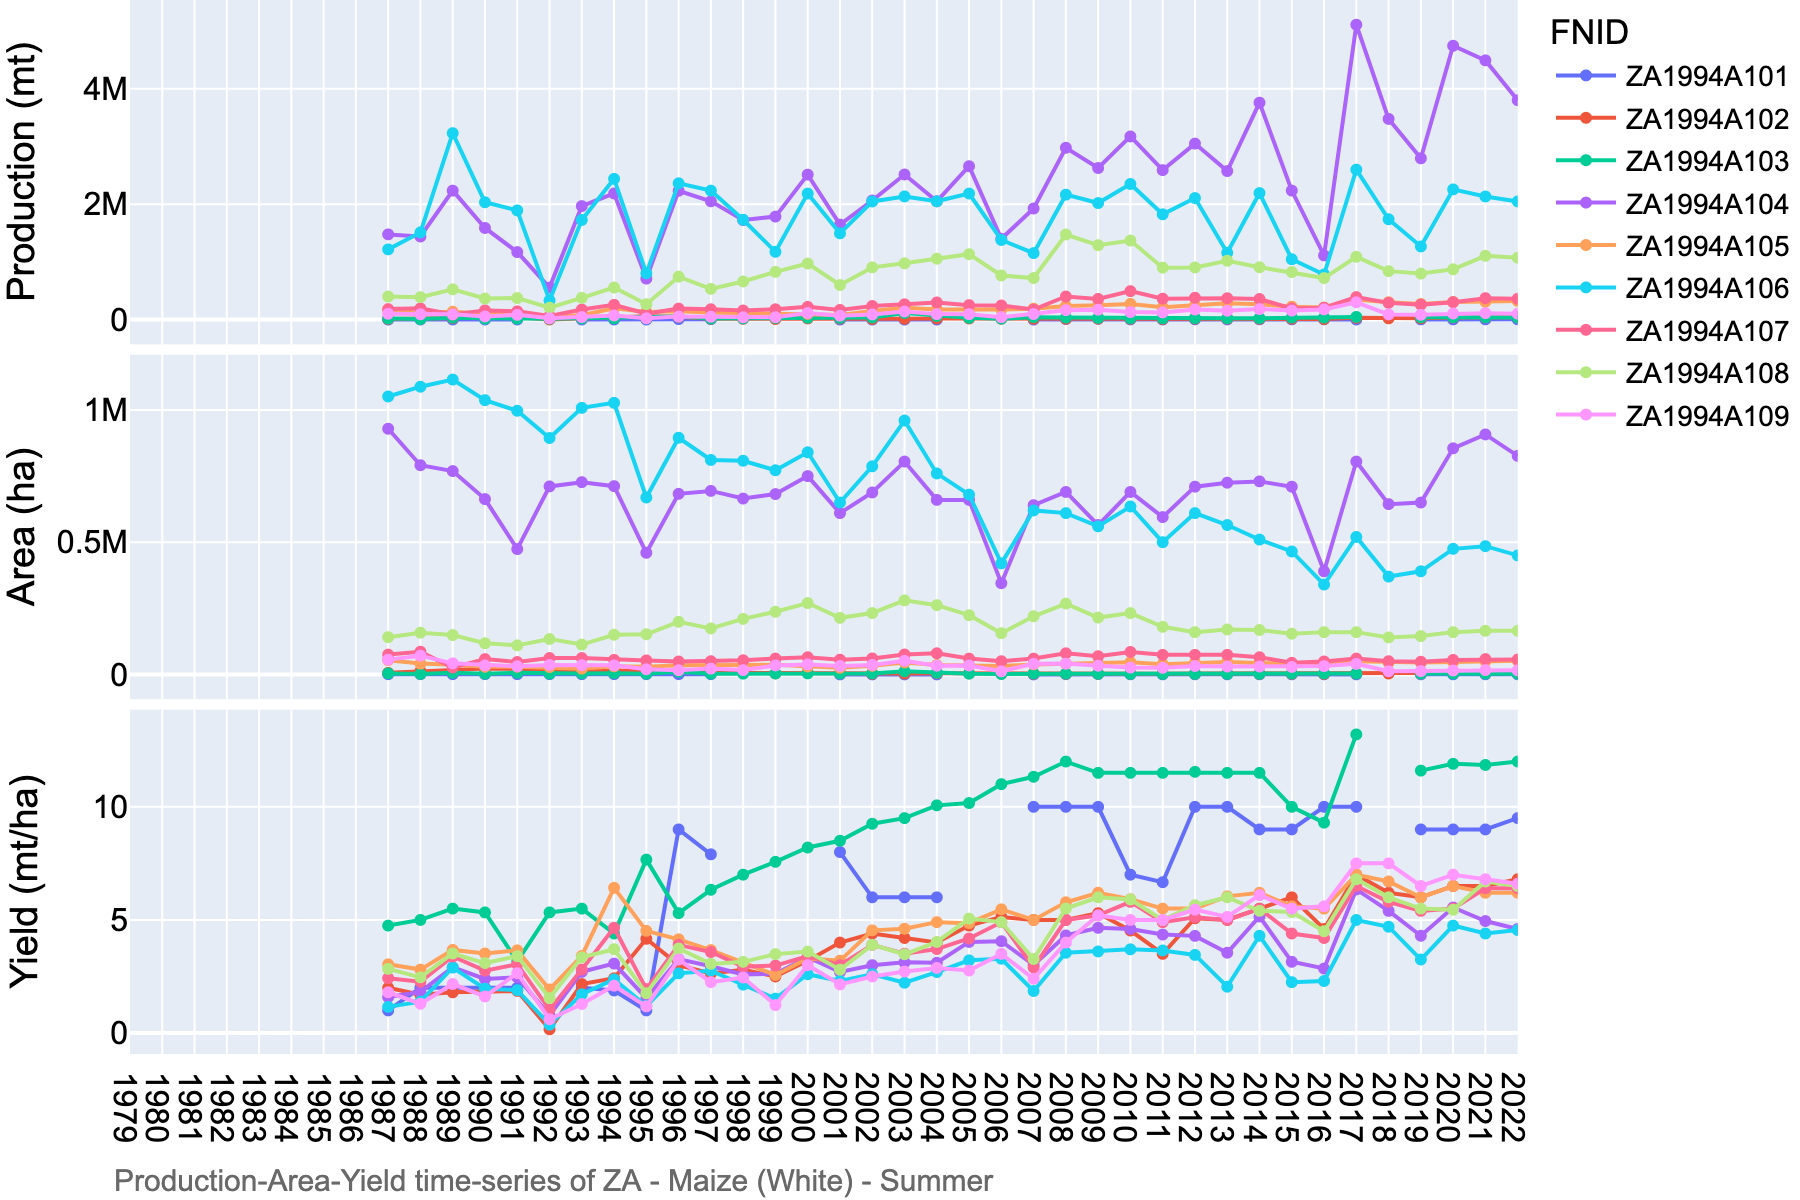 Production (mt)
4M
2M
0
Area (ha)
1M
0.5M
0
Yield (mt/ha)
10
5
0
1979
1980
1981
1982
1983
1984
1985
1986
1987
1988
1989
1990
1991
1992
1993
1994
1995
1996
1997
1998
1999
2000
2001
2002
2003
2004
2005
2006
2007
2008
2009
2010
2011
2012
2013
2014
2015
2016
2017
2018
2019
2020
2021
2022
Production-Area-Yield time-series of ZA - Maize (White) - Summer
FNID
ZA1994A101
ZA1994A102
ZA1994A103
ZA1994A104
ZA1994A105
ZA1994A106
ZA1994A107
ZA1994A108
ZA1994A109